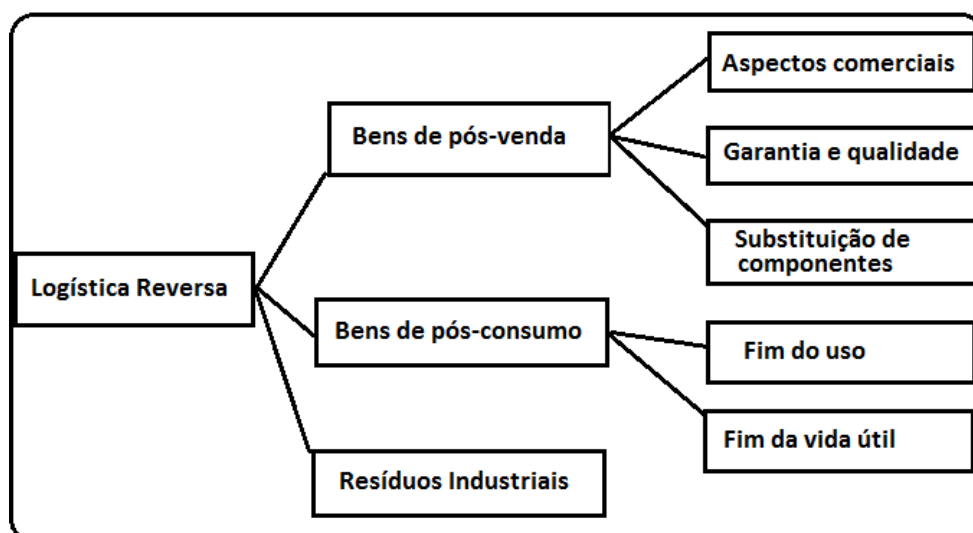 Aspectos comerciais
Bens de pós-venda
Garantia e qualidade
Substituição de
componentes
Logística Reversa
Bens de pós-consumo
Fim do uso
Fim da vida útil
Resíduos Industriais